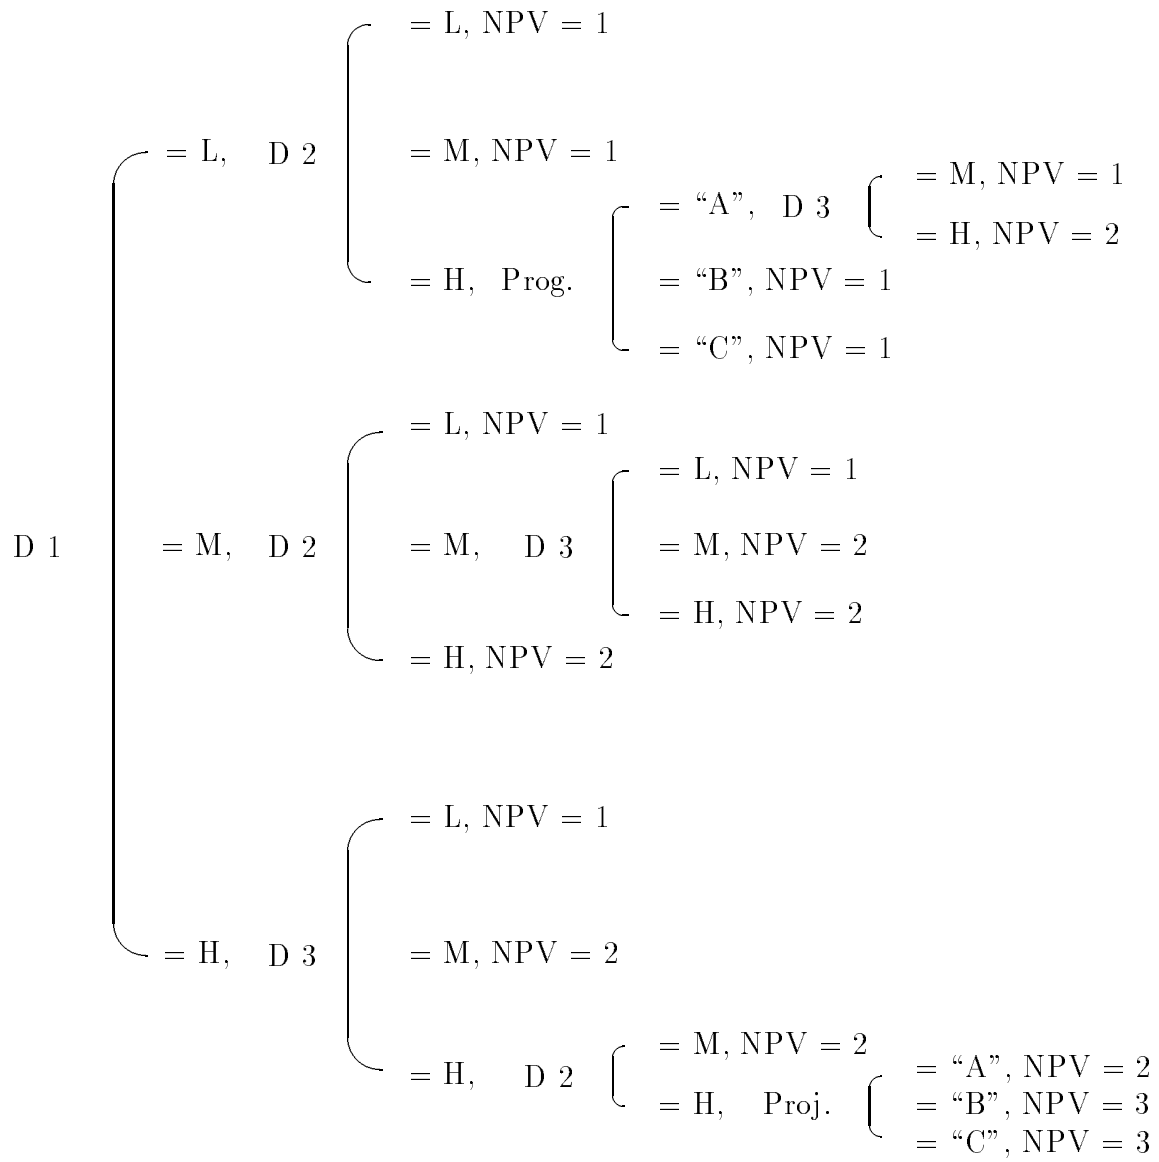 = L, NPV = 1
= L, D 2 = M, NPV = 1
= M, NPV = 1
= “A”, D 3
= H, NPV = 2
= H, Prog. = “B”, NPV = 1
= “C”, NPV = 1
= L, NPV = 1
= L, NPV = 1
D 1 = M, D 2 = M, D 3 = M, NPV = 2
= H, NPV = 2
= H, NPV = 2
= L, NPV = 1
= H, D 3 = M, NPV = 2
= M, NPV = 2
= “A”, NPV = 2
= H, D 2
= H, Proj. = “B”, NPV = 3
= “C”, NPV = 3